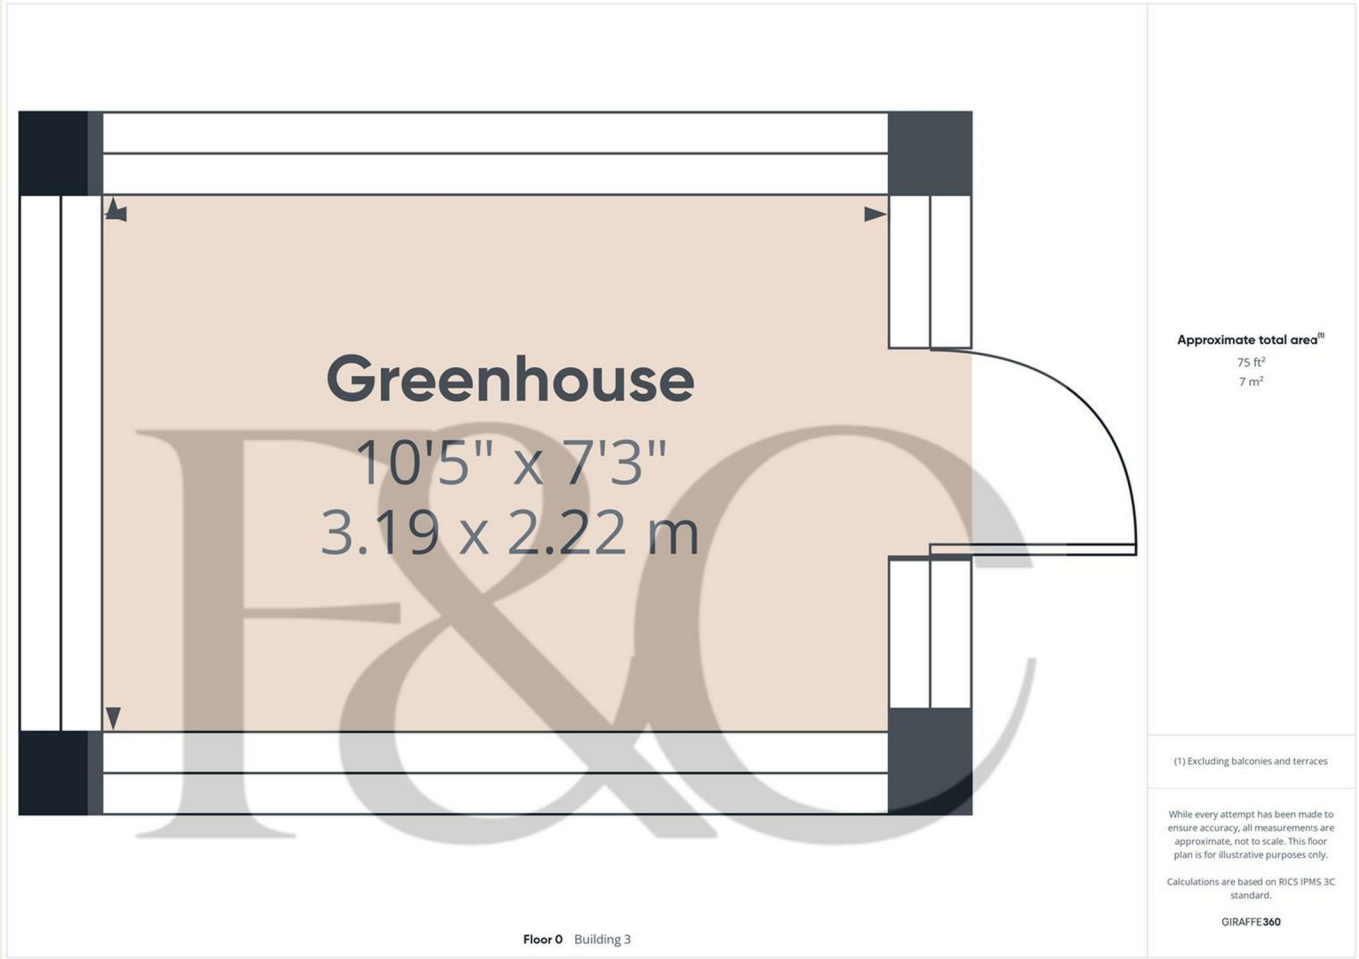 Greenhouse
10'5" x 7'3"
3.19 x 2.22 m
F&C
Approximate total area(1)
75 ft²
7 m²
(1) Excluding balconies and terraces
While every attempt has been made to
ensure accuracy, all measurements are
approximate, not to scale. This floor
plan is for illustrative purposes only.
Calculations are based on RICS IPMS 3C
standard.
GIRAFFE360
Floor 0 Building 3